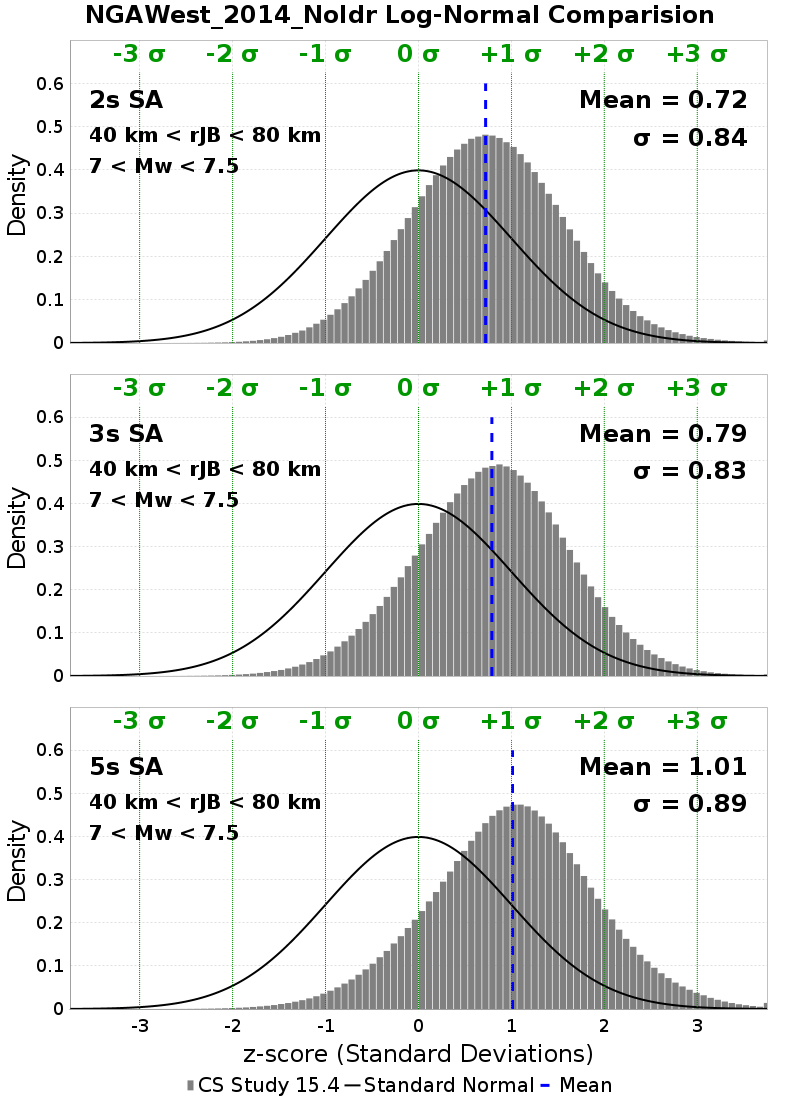 NGAWest_2014_NoIdr Log-Normal Comparision
-3 σ -2 σ -1 σ 0 σ +1 σ +2 σ +3 σ
0.6
2s SA Mean = 0.72
0.5
40 km < rJB < 80 km σ = 0.84
7 < Mw < 7.5
0.4
Density
0.3
0.2
0.1
0
-3 σ -2 σ -1 σ 0 σ +1 σ +2 σ +3 σ
0.6
3s SA Mean = 0.79
0.5
40 km < rJB < 80 km σ = 0.83
7 < Mw < 7.5
0.4
Density
0.3
0.2
0.1
0
-3 σ -2 σ -1 σ 0 σ +1 σ +2 σ +3 σ
0.6
5s SA Mean = 1.01
0.5
40 km < rJB < 80 km σ = 0.89
7 < Mw < 7.5
0.4
Density
0.3
0.2
0.1
0
-3 -2 -1 0 1 2 3
z-score (Standard Deviations)
CS Study 15.4 Standard Normal Mean